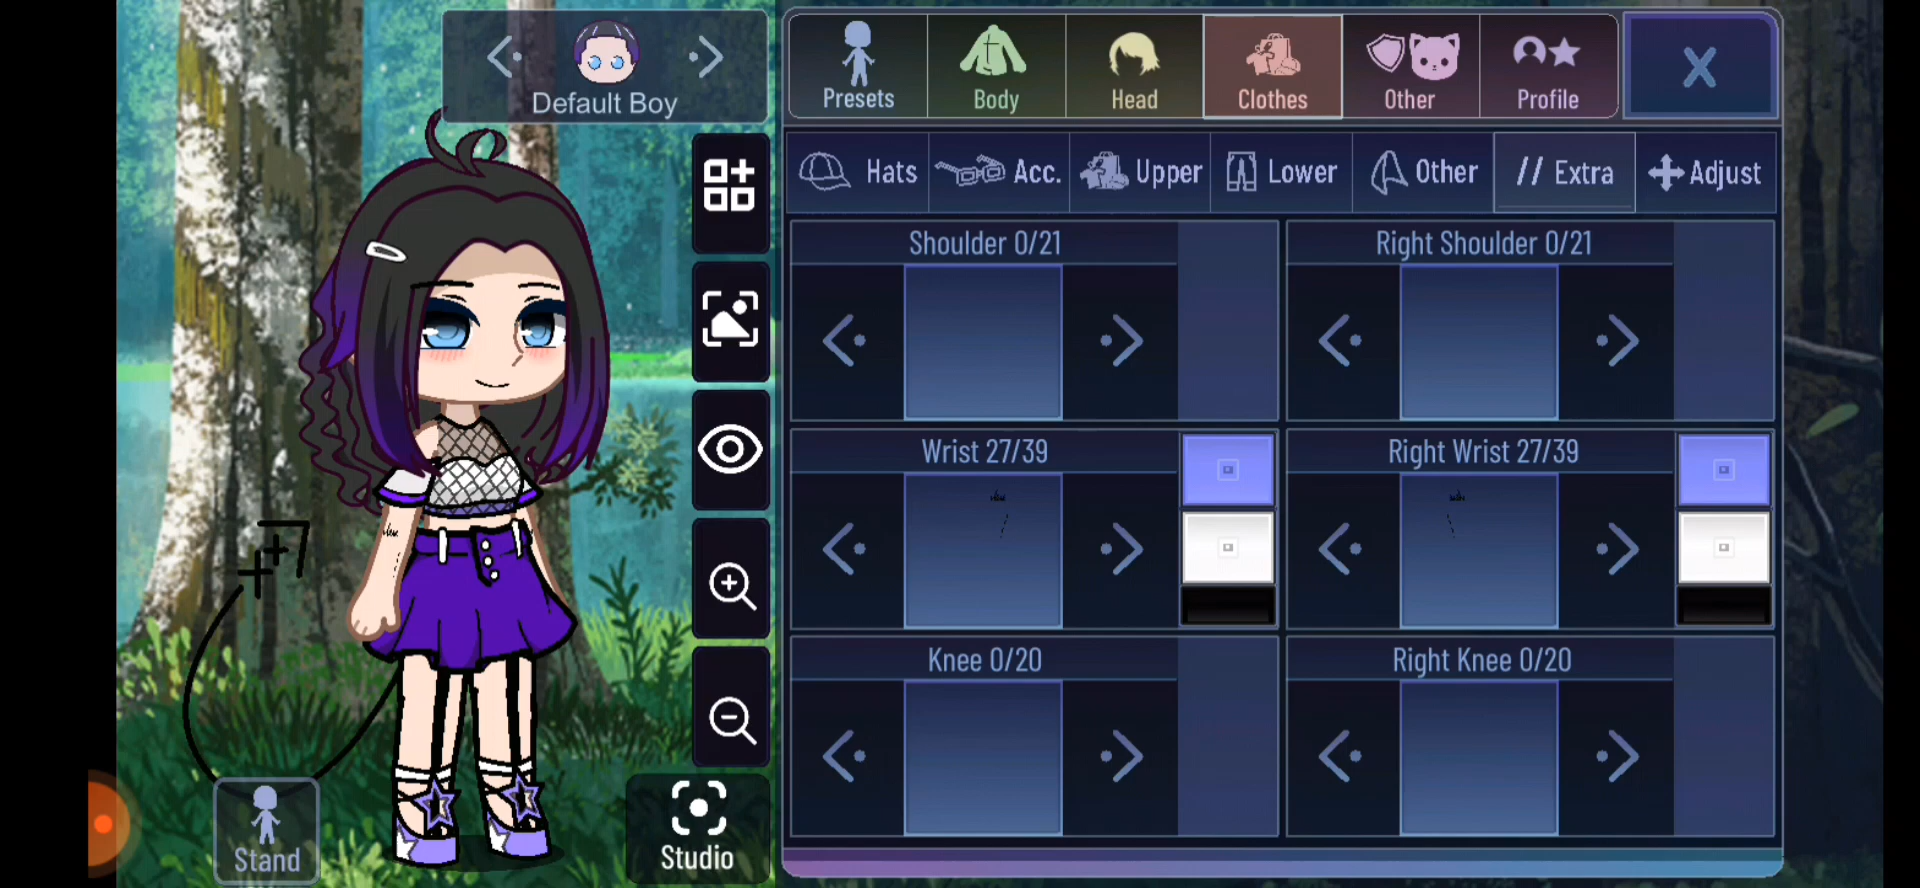 Default Boy
Presets
Body
Head
Clothes
Other
Profile
X
Hats
Acc.
Upper
Lower
Other
// Extra
Adjust
Shoulder 0/21
Right Shoulder 0/21
Wrist 27/39
Right Wrist 27/39
Knee 0/20
Right Knee 0/20
Stand
Studio